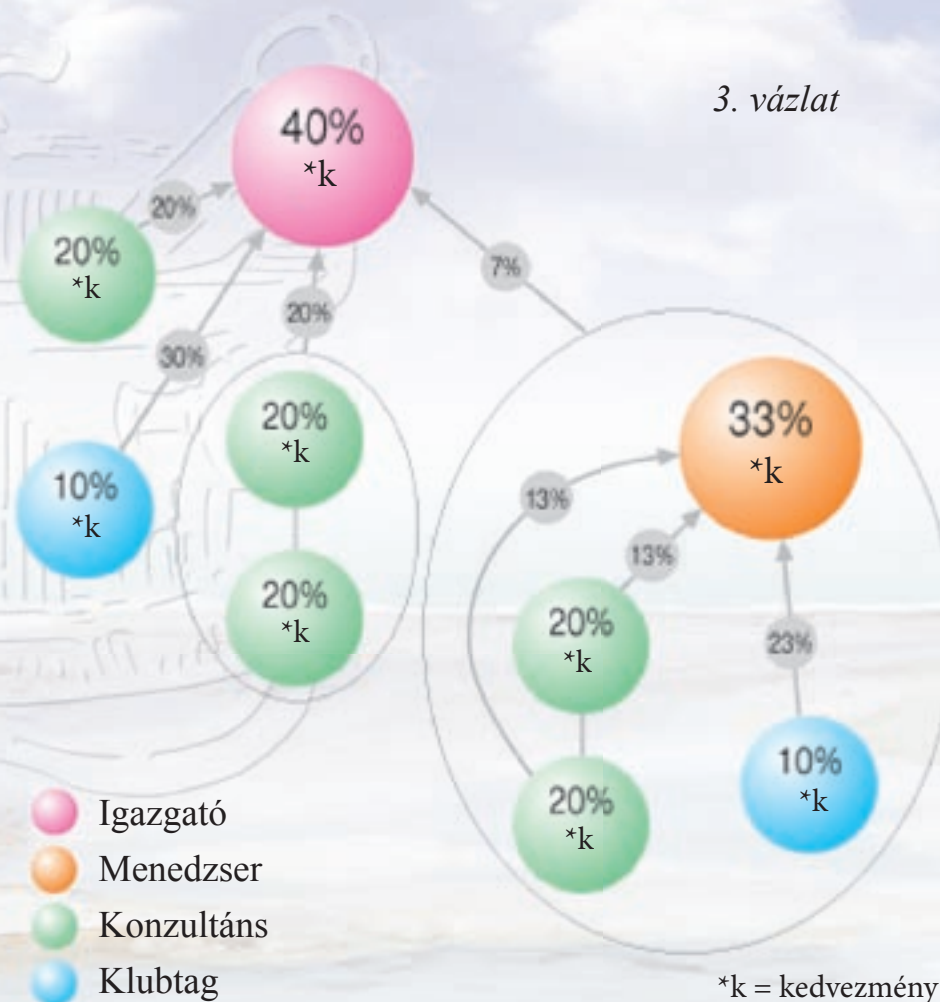 3. vázlat
40%
*k
20%
20%
*k
7%
20%
30%
33%
*k
20%
*k
10%
*k
13%
13%
20%
*k
20%
*k
23%
10%
*k
20%
*k
Igazgató
Menedzser
Konzultáns
Klubtag
*k = kedvezmény